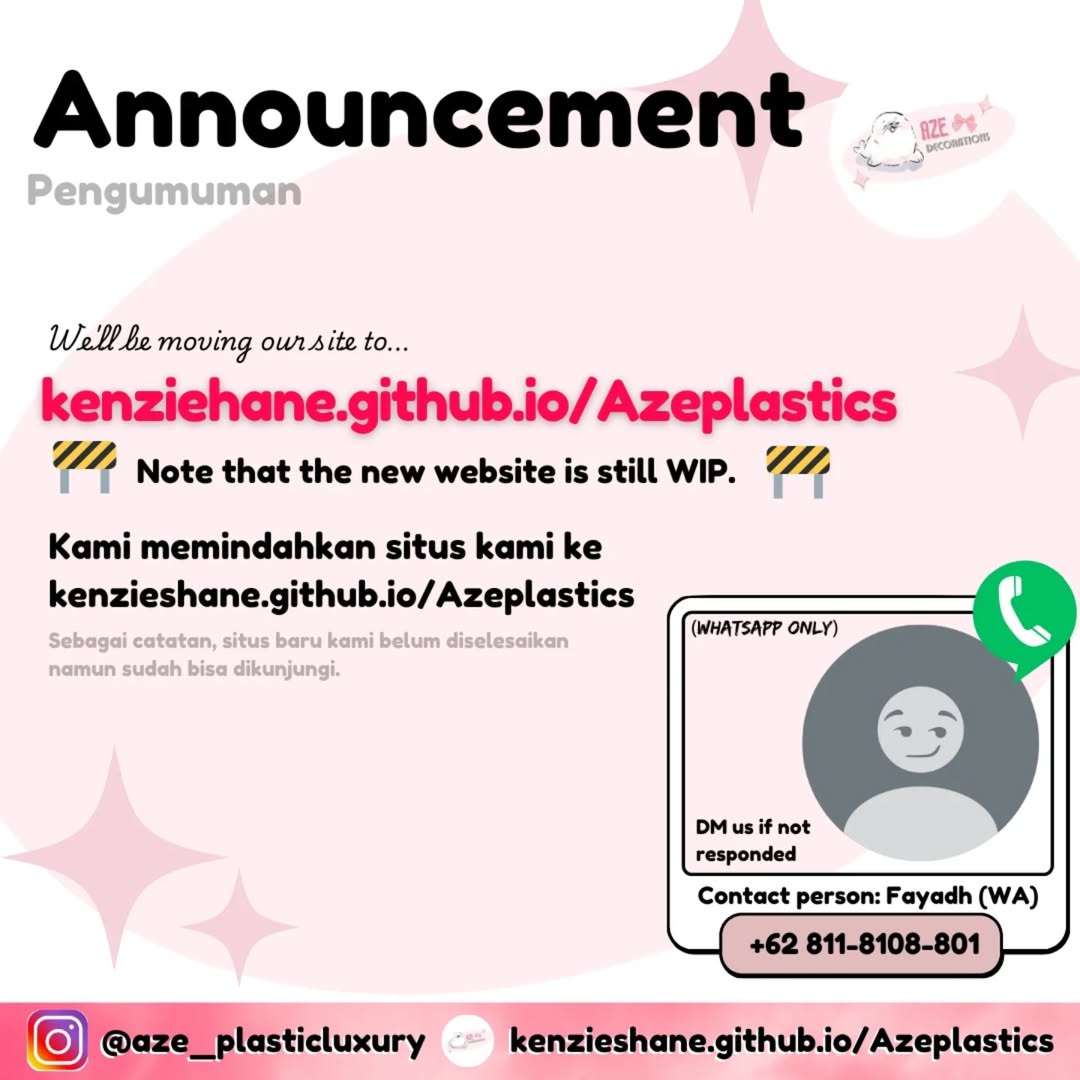 Announcement
Pengumuman
AZE
DECORATIONS
We'll be moving our site to...
kenziehane.github.io/Azeplastics
Note that the new website is still WIP.
Kami memindahkan situs kami ke
kenzieshane.github.io/Azeplastics
Sebagai catatan, situs baru kami belum diselesaikan
namun sudah bisa dikunjungi.
(WHATSAPP ONLY)
DM us if not
responded
Contact person: Fayadh (WA)
+62 811-8108-801
@aze_plasticluxury
kenzieshane.github.io/Azeplastics